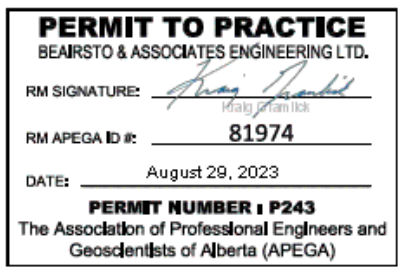 PERMIT TO PRACTICE
BEAIRSTO & ASSOCIATES ENGINEERING LTD.
RM SIGNATURE:
RM APEGA ID #: 81974
DATE: August 29, 2023
PERMIT NUMBER: P243
The Association of Professional Engineers and
Geoscientists of Alberta (APEGA)